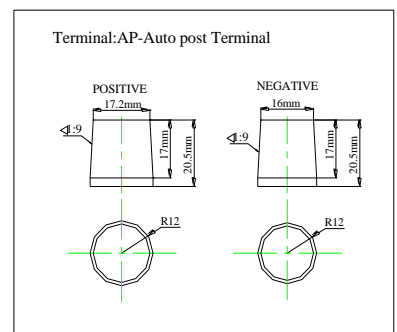 Terminal:AP-Auto post Terminal
POSITIVE
17.2mm
1:9
17mm
20.5mm
R12
NEGATIVE
16mm
1:9
17mm
20.5mm
R12